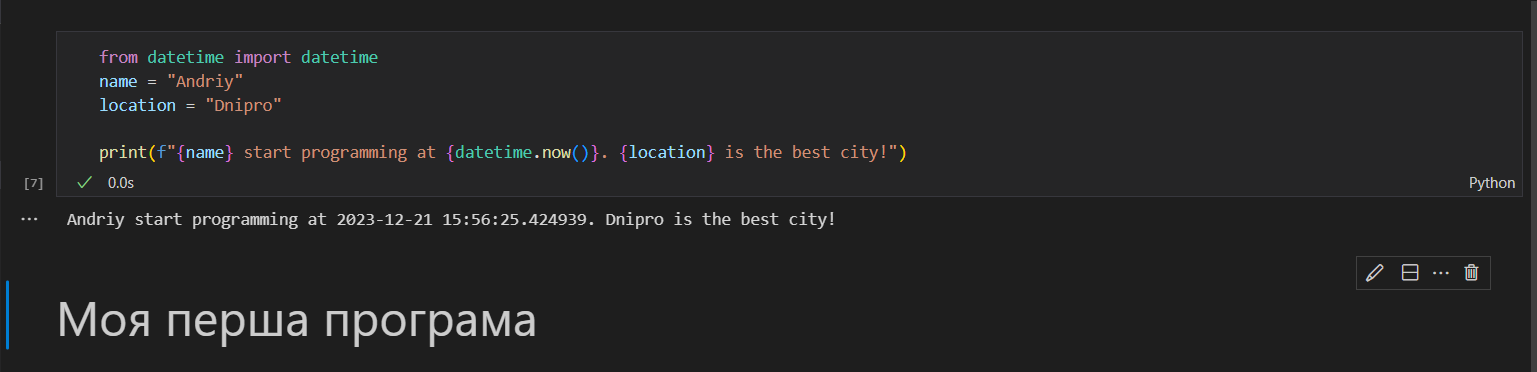 from datetime import datetime
name = "Andriy"
location = "Dnipro"
print(f"{name} start programming at {datetime.now()}. {location} is the best city!")
[7]
0.0s
Python
Andriy start programming at 2023-12-21 15:56:25.424939. Dnipro is the best city!
Моя перша програма